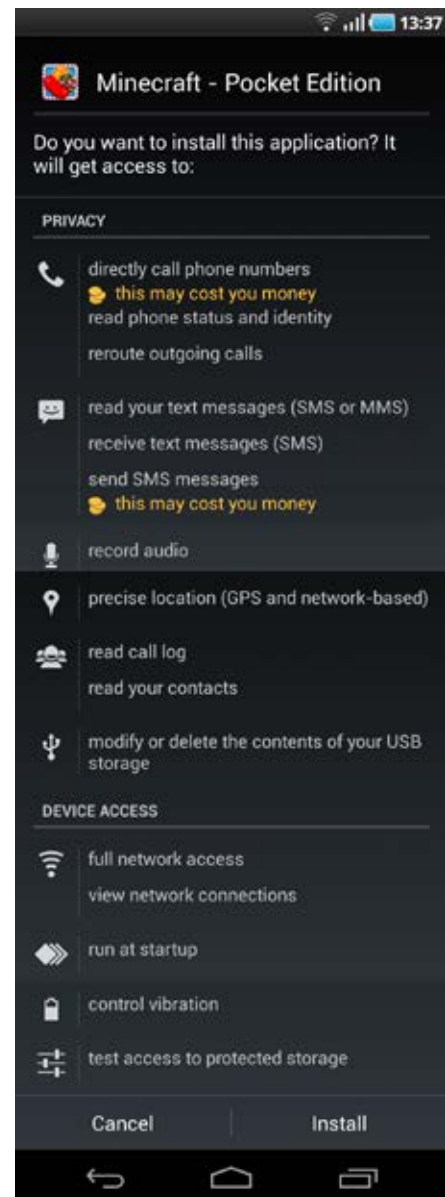 13:37
Minecraft - Pocket Edition
Do you want to install this application? It
will get access to:
PRIVACY
directly call phone numbers
this may cost you money
read phone status and identity
reroute outgoing calls
read your text messages (SMS or MMS)
receive text messages (SMS)
send SMS messages
this may cost you money
record audio
precise location (GPS and network-based)
read call log
read your contacts
modify or delete the contents of your USB
storage
DEVICE ACCESS
full network access
view network connections
run at startup
control vibration
test access to protected storage
Cancel
Install